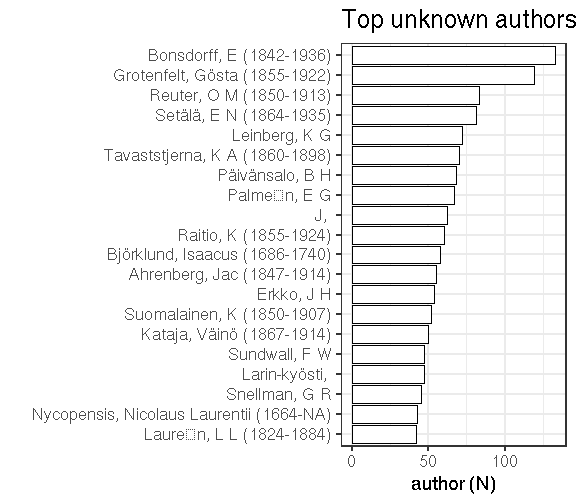 Top unknown authors
Bonsdorff, E (1842-1936)
Grotenfelt, Gösta (1855-1922)
Reuter, O M (1850-1913)
Setälä, E N (1864-1935)
Leinberg, K G
Tavaststjerna, K A (1860-1898)
Päivänsalo, B H
Palme□n, E G
J,
Raitio, K (1855-1924)
Björklund, Isaacus (1686-1740)
Ahrenberg, Jac (1847-1914)
Erkko, J H
Suomalainen, K (1850-1907)
Kataja, Väinö (1867-1914)
Sundwall, F W
Larin-kyösti,
Snellman, G R
Nycopensis, Nicolaus Laurentii (1664-NA)
Laure□n, L L (1824-1884)
0 50 100
author (N)